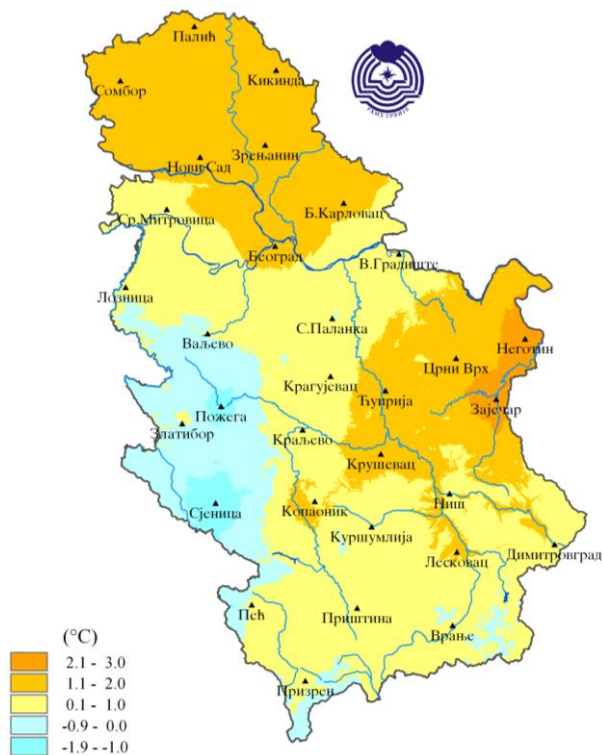 Палић
Кикинда
Сомбор
РХМЗ СРБИЈЕ
Зрењанин
Нови Сад
Б.Карловац
Ср.Митровица
Београд
В.Градиште
Лозница
С.Паланка
Ваљево
Неготин
Црни Врх
Крагујевац
Ћуприја
Зајечар
Пожега
Златибор
Краљево
Крушевац
Ниш
Сјеница
Копаоник
Куршумлија
Димитровград
Лесковац
Пећ
Приштина
Врање
Призрен
(°C)
2.1 - 3.0
1.1 - 2.0
0.1 - 1.0
-0.9 - 0.0
-1.9 - -1.0